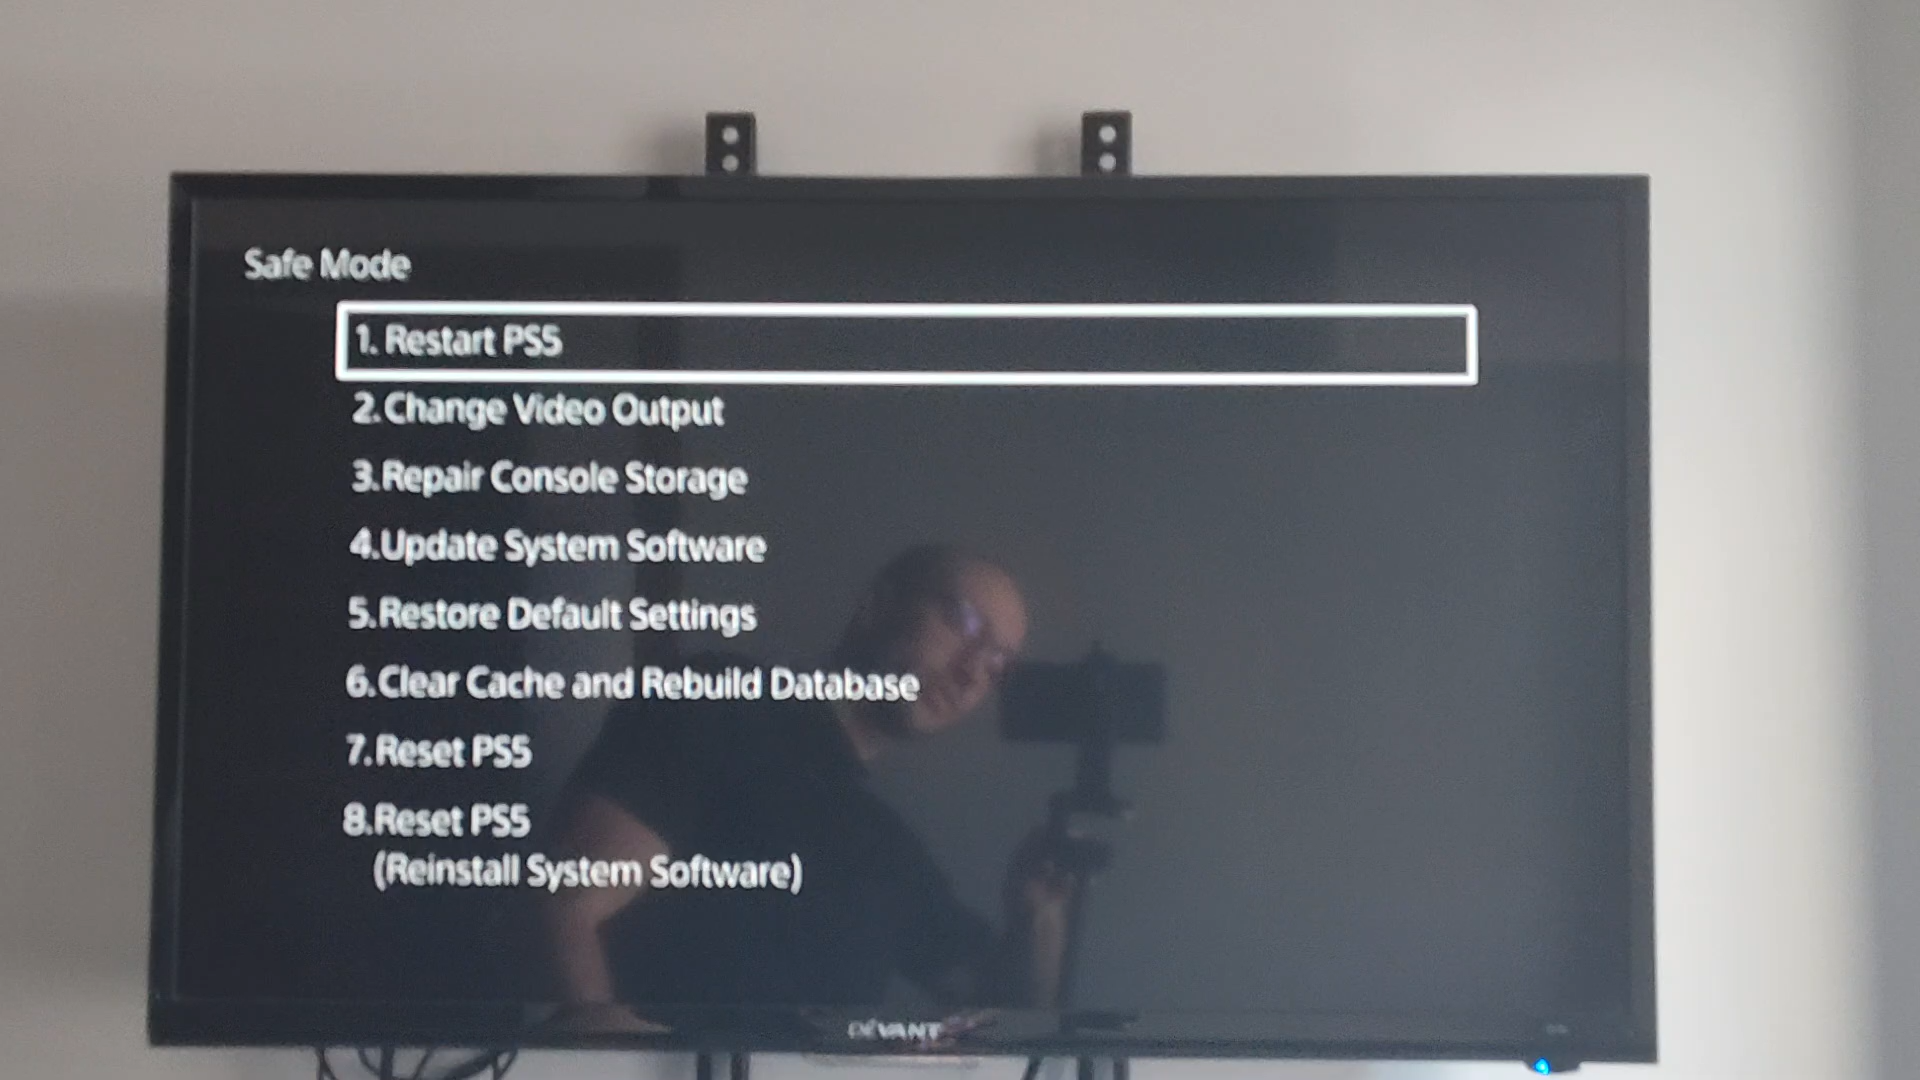 Safe Mode
1. Restart PS5
2. Change Video Output
3. Repair Console Storage
4. Update System Software
5. Restore Default Settings
6. Clear Cache and Rebuild Database
7. Reset PS5
8. Reset PS5
(Reinstall System Software)
DEVANT